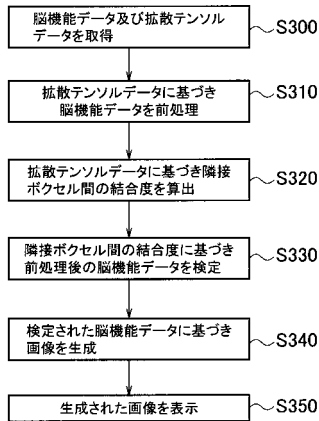 脳機能データ及び拡散テンソル
データを取得
S300
拡散テンソルデータに基づき
脳機能データを前処理
S310
拡散テンソルデータに基づき隣接
ボクセル間の結合度を算出
S320
隣接ボクセル間の結合度に基づき
前処理後の脳機能データを検定
S330
検定された脳機能データに基づき
画像を生成
S340
生成された画像を表示
S350